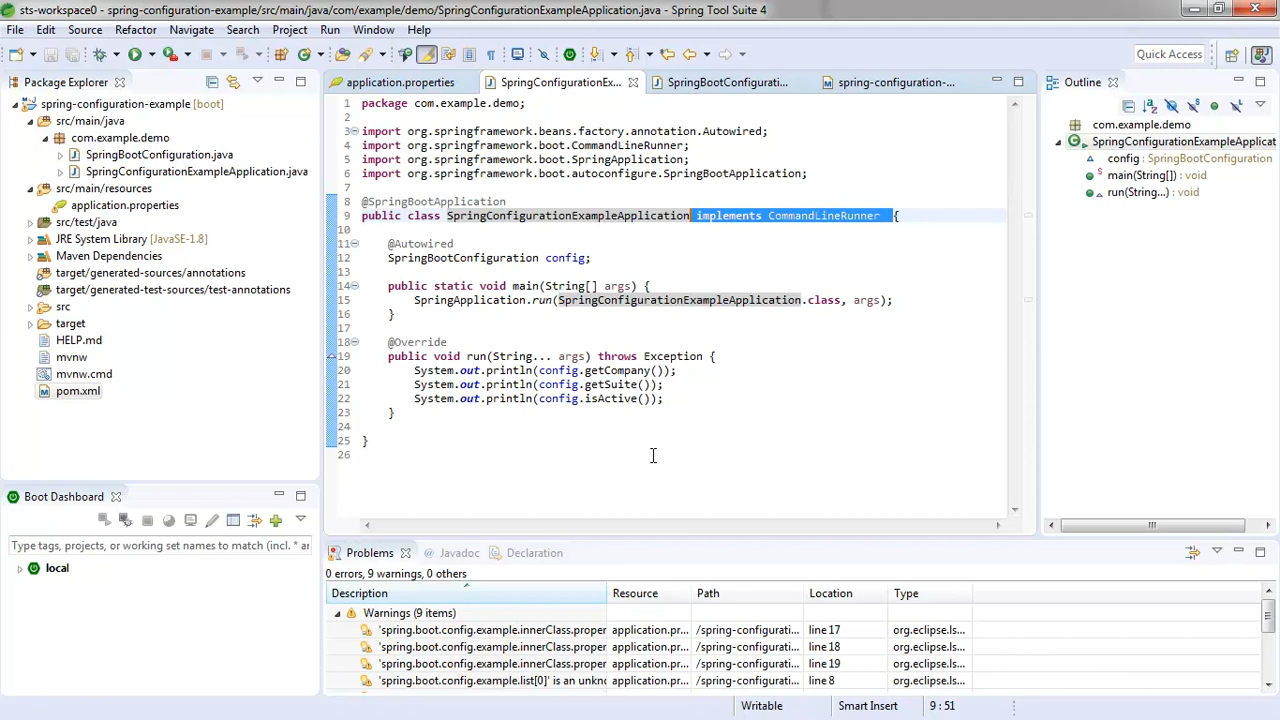 sts-workspace0 - spring-configuration-example/src/main/java/com/example/demo/SpringConfigurationExampleApplication.java - Spring Tool Suite 4
File Edit Source Refactor Navigate Search Project Run Window Help
Quick Access
Package Explorer
spring-configuration-example [boot]
src/main/java
com.example.demo
SpringBootConfiguration.java
SpringConfigurationExampleApplication.java
src/main/resources
application.properties
src/test/java
JRE System Library [JavaSE-1.8]
Maven Dependencies
target/generated-sources/annotations
target/generated-test-sources/test-annotations
src
target
HELP.md
mvnw
mvnw.cmd
pom.xml
Boot Dashboard
Type tags, projects, or working set names to match (incl. * ar
local
application.properties SpringConfigurationEx... SpringBootConfigurati... spring-configuration-...
1 package com.example.demo;
2
3 import org.springframework.beans.factory.annotation.Autowired;
4 import org.springframework.boot.CommandLineRunner;
5 import org.springframework.boot.SpringApplication;
6 import org.springframework.boot.autoconfigure.SpringBootApplication;
7
8 @SpringBootApplication
9 public class SpringConfigurationExampleApplication implements CommandLineRunner {
10
11 @Autowired
12 SpringBootConfiguration config;
13
14 public static void main(String[] args) {
15 SpringApplication.run(SpringConfigurationExampleApplication.class, args);
16 }
17
18 @Override
19 public void run(String... args) throws Exception {
20 System.out.println(config.getCompany());
21 System.out.println(config.getSuite());
22 System.out.println(config.isActive());
23 }
24
25 }
26
Outline
com.example.demo
SpringConfigurationExampleApplicat
config : SpringBootConfiguration
main(String[]) : void
run(String...) : void
Problems Javadoc Declaration
0 errors, 9 warnings, 0 others
Description Resource Path Location Type
Warnings (9 items)
'spring.boot.config.example.innerClass.proper application.pr... /spring-configurati... line 17 org.eclipse.ls...
'spring.boot.config.example.innerClass.proper application.pr... /spring-configurati... line 18 org.eclipse.ls...
'spring.boot.config.example.innerClass.proper application.pr... /spring-configurati... line 19 org.eclipse.ls...
'spring.boot.config.example.list[0]' is an unkno application.pr... /spring-configurati... line 8 org.eclipse.ls...
Writable Smart Insert 9 : 51